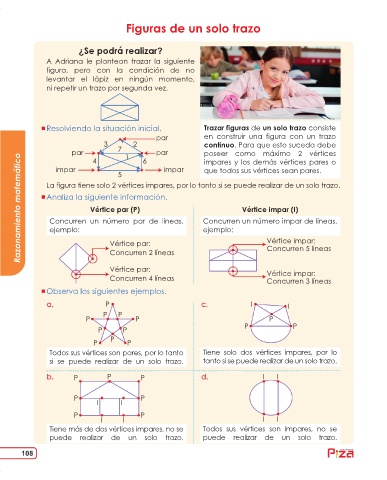 Figuras de un solo trazo
¿Se podrá realizar?
A Adriana le plantean trazar la siguiente
figura, pero con la condición de no
levantar el lápiz en ningún momento,
ni repetir un trazo por segunda vez.
Resolviendo la situación inicial.
par
3 2
7
par par
4 6
impar impar
5
Trazar figuras de un solo trazo consiste
en construir una figura con un trazo
continuo. Para que esto suceda debe
poseer como máximo 2 vértices
impares y los demás vértices pares o
que todos sus vértices sean pares.
La figura tiene solo 2 vértices impares, por lo tanto si se puede realizar de un solo trazo.
Analiza la siguiente información.
Vértice par (P)
Concurren un número par de líneas,
ejemplo:
Vértice par:
Concurren 2 líneas
Vértice par:
Concurren 4 líneas
Vértice impar (I)
Concurren un número impar de líneas,
ejemplo:
Vértice impar:
Concurren 5 líneas
Vértice impar:
Concurren 3 líneas
Observa los siguientes ejemplos.
a.
P
P P
P P
P P
P P
Todos sus vértices son pares, por lo tanto
si se puede realizar de un solo trazo.
c.
I I
P
P P
Tiene solo dos vértices impares, por lo
tanto si se puede realizar de un solo trazo.
b.
P P P
P I I P
P I I P
Tiene más de dos vértices impares, no se
puede realizar de un solo trazo.
d.
I I
I I
Todos sus vértices son impares, no se
puede realizar de un solo trazo.
Razonamiento matemático
108
Piza